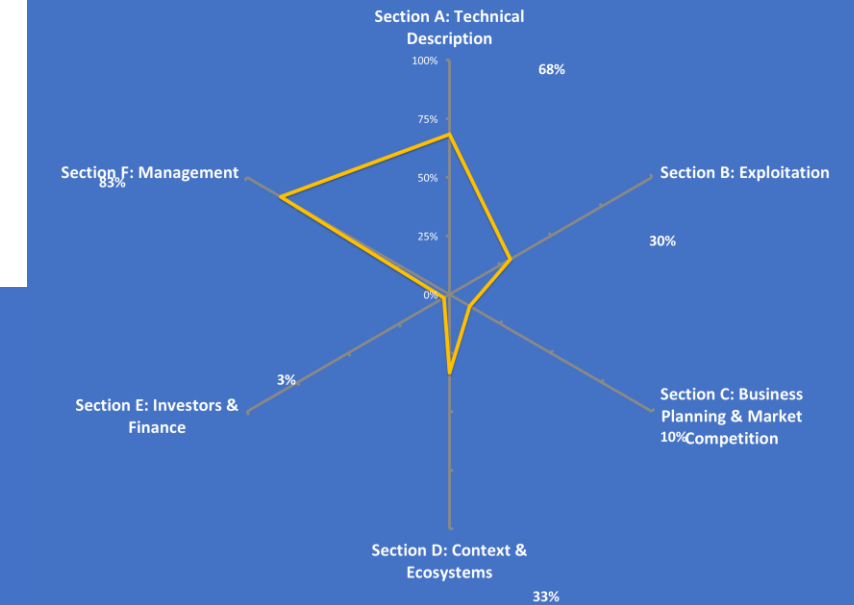 Section A: Technical
Description
100%
68%
75%
Section F: Management
83%
50%
Section B: Exploitation
25%
30%
0%
3%
Section E: Investors &
Finance
Section C: Business
Planning & Market
10%
Competition
Section D: Context &
Ecosystems
33%